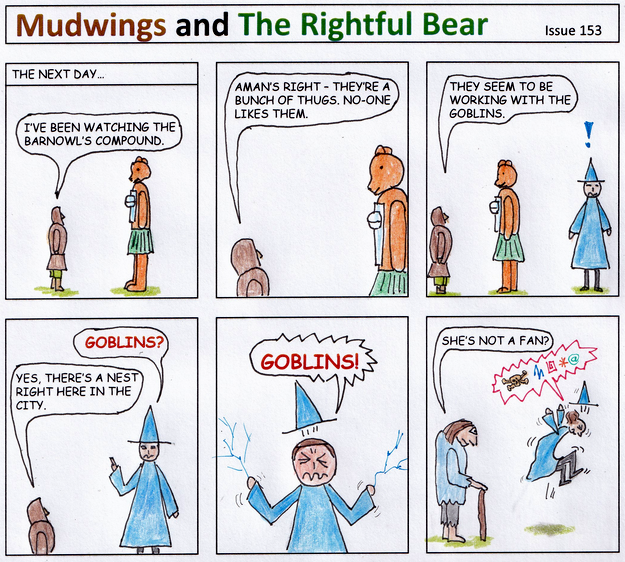 Mudwings and The Rightful Bear
Issue 153
THE NEXT DAY...
I'VE BEEN WATCHING THE
BARNOWL'S COMPOUND.
AMAN'S RIGHT - THEY'RE A
BUNCH OF THUGS. NO-ONE
LIKES THEM.
THEY SEEM TO BE
WORKING WITH THE
GOBLINS.
!
GOBLINS?
YES, THERE'S A NEST
RIGHT HERE IN THE
CITY.
GOBLINS!
SHE'S NOT A FAN?